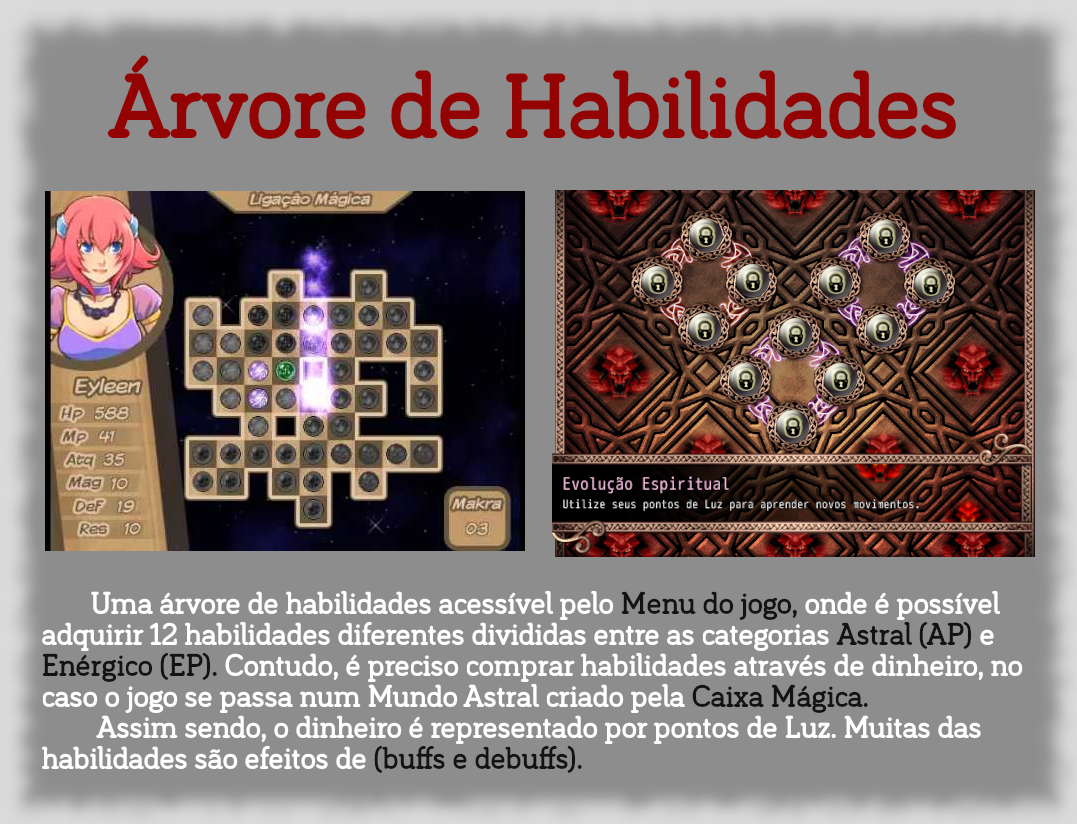 Árvore de Habilidades
Ligação Mágica
Eyleen
Hp 588
Mp 41
Atq 35
Mag 10
Def 19
Res 10
Makra
03
Evolução Espiritual
Utilize seus pontos de Luz para aprender novos movimentos.
Uma árvore de habilidades acessível pelo Menu do jogo, onde é possível
adquirir 12 habilidades diferentes divididas entre as categorias Astral (AP) e
Enérgico (EP). Contudo, é preciso comprar habilidades através de dinheiro, no
caso o jogo se passa num Mundo Astral criado pela Caixa Mágica.
Assim sendo, o dinheiro é representado por pontos de Luz. Muitas das
habilidades são efeitos de (buffs e debuffs).